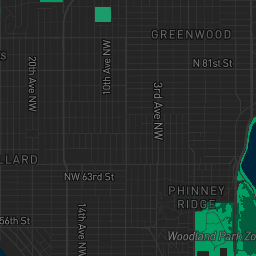 GREENWOOD
N 81st St
20th Ave NW
10th Ave NW
3rd Ave NW
LLARD
NW 63rd St
PHINNEY
RIDGE
14th Ave NW
56th St
Woodland Park Zo